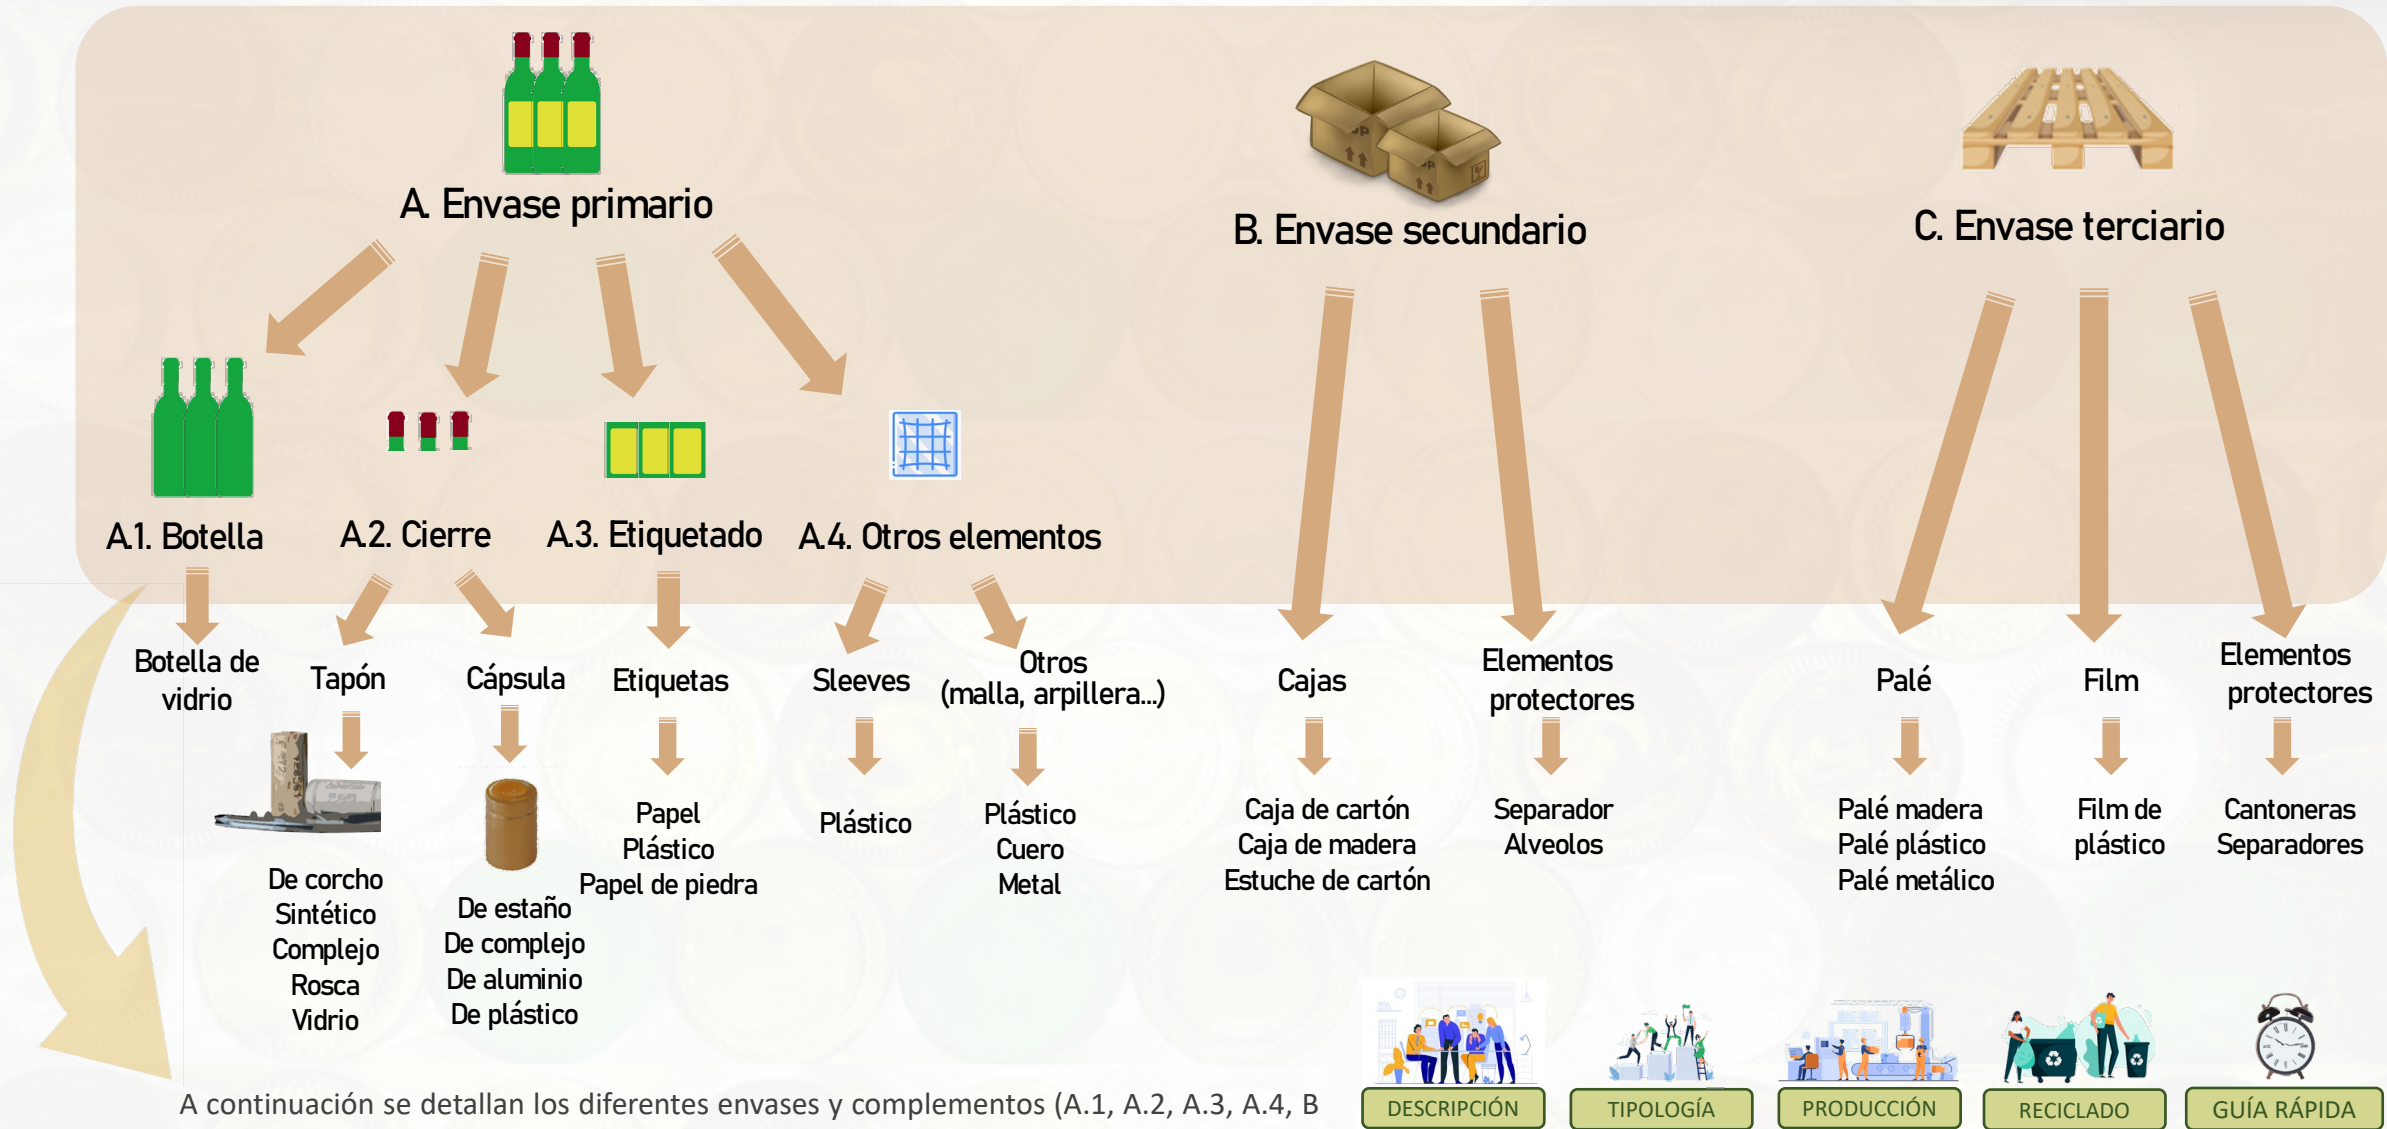 A. Envase primario
B. Envase secundario
C. Envase terciario
A.1. Botella
A.2. Cierre
A.3. Etiquetado
A.4. Otros elementos
Botella de
vidrio
Tapón
Cápsula
Etiquetas
Sleeves
Otros
(malla, arpillera...)
Cajas
Elementos
protectores
Palé
Film
Elementos
protectores
De corcho
Sintético
Complejo
Rosca
Vidrio
De estaño
De complejo
De aluminio
De plástico
Papel
Plástico
Papel de piedra
Plástico
Plástico
Cuero
Metal
Caja de cartón
Caja de madera
Estuche de cartón
Separador
Alveolos
Palé madera
Palé plástico
Palé metálico
Film de
plástico
Cantoneras
Separadores
A continuación se detallan los diferentes envases y complementos (A.1, A.2, A.3, A.4, B
DESCRIPCIÓN
TIPOLOGÍA
PRODUCCIÓN
RECICLADO
GUÍA RÁPIDA